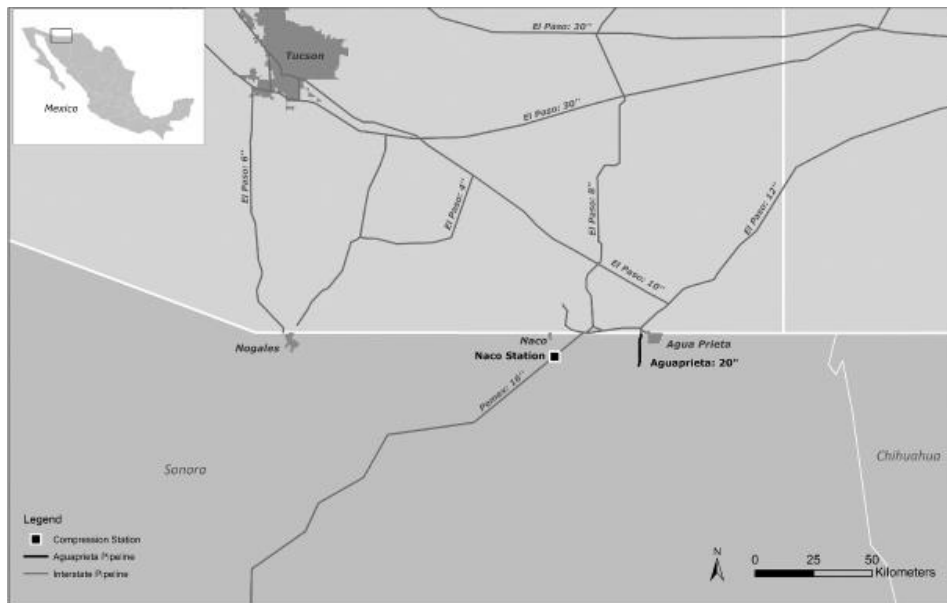 Mexico
Tucson
El Paso: 20"
El Paso: 30"
El Paso: 6"
El Paso: 4"
El Paso: 8"
El Paso: 12"
El Paso: 10"
Nogales
Naco
Naco Station
Agua Prieta
Aguaprieta: 20"
Pemex: 16"
Sonora
Chihuahua
Legend
Compression Station
Aguaprieta Pipeline
Interstate Pipeline
N
0 25 50
Kilometers